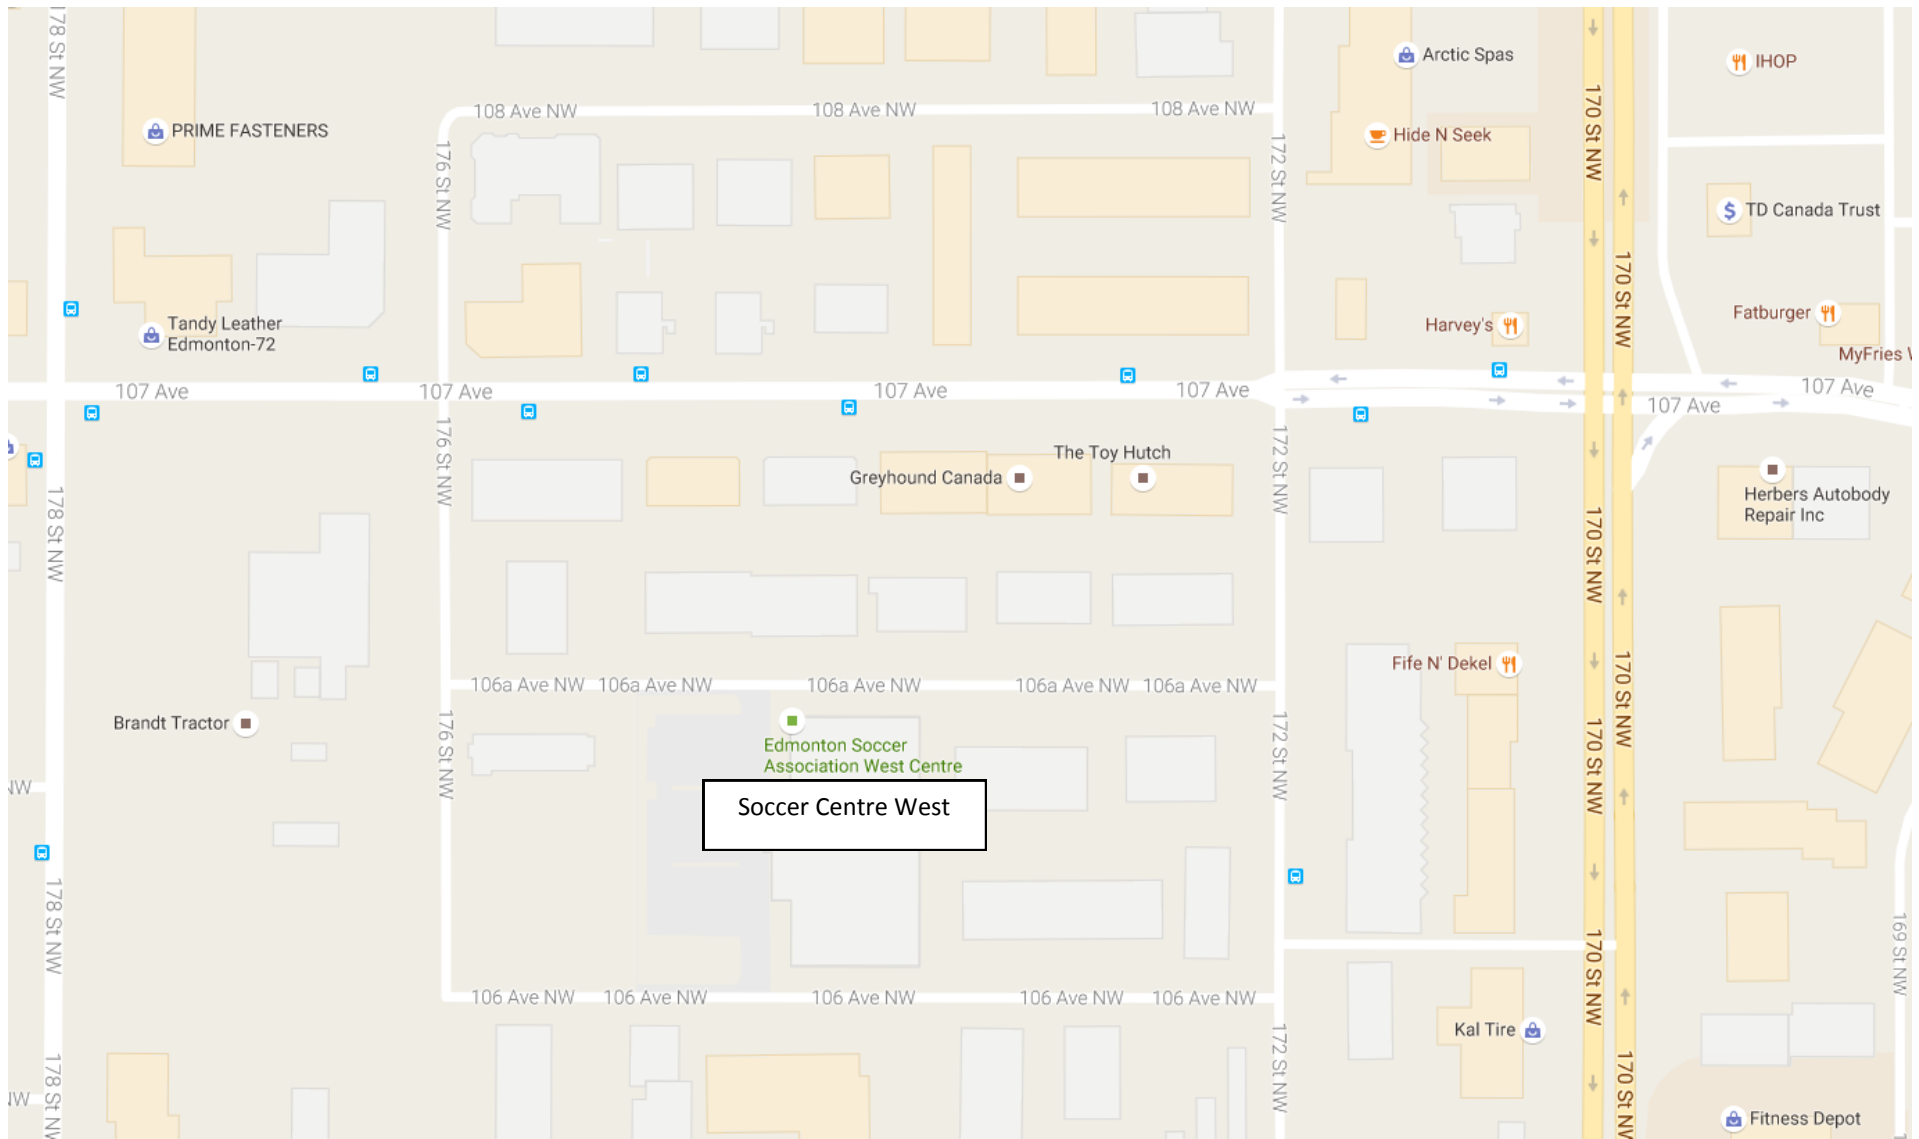 178 St NW
PRIME FASTENERS
108 Ave NW
108 Ave NW
108 Ave NW
176 St NW
172 St NW
Arctic Spas
Hide N Seek
170 St NW
IHOP
TD Canada Trust
170 St NW
Tandy Leather
Edmonton-72
Harvey's
Fatburger
MyFries
107 Ave
107 Ave
107 Ave
107 Ave
107 Ave
107 Ave
176 St NW
172 St NW
178 St NW
Greyhound Canada
The Toy Hutch
Herbers Autobody
Repair Inc
170 St NW
Fife N' Dekel
170 St NW
106a Ave NW
106a Ave NW
106a Ave NW
106a Ave NW
106a Ave NW
Brandt Tractor
176 St NW
172 St NW
170 St NW
Edmonton Soccer
Association West Centre
Soccer Centre West
NW
178 St NW
170 St NW
169 St NW
106 Ave NW
106 Ave NW
106 Ave NW
106 Ave NW
106 Ave NW
Kal Tire
172 St NW
178 St NW
170 St NW
NW
Fitness Depot